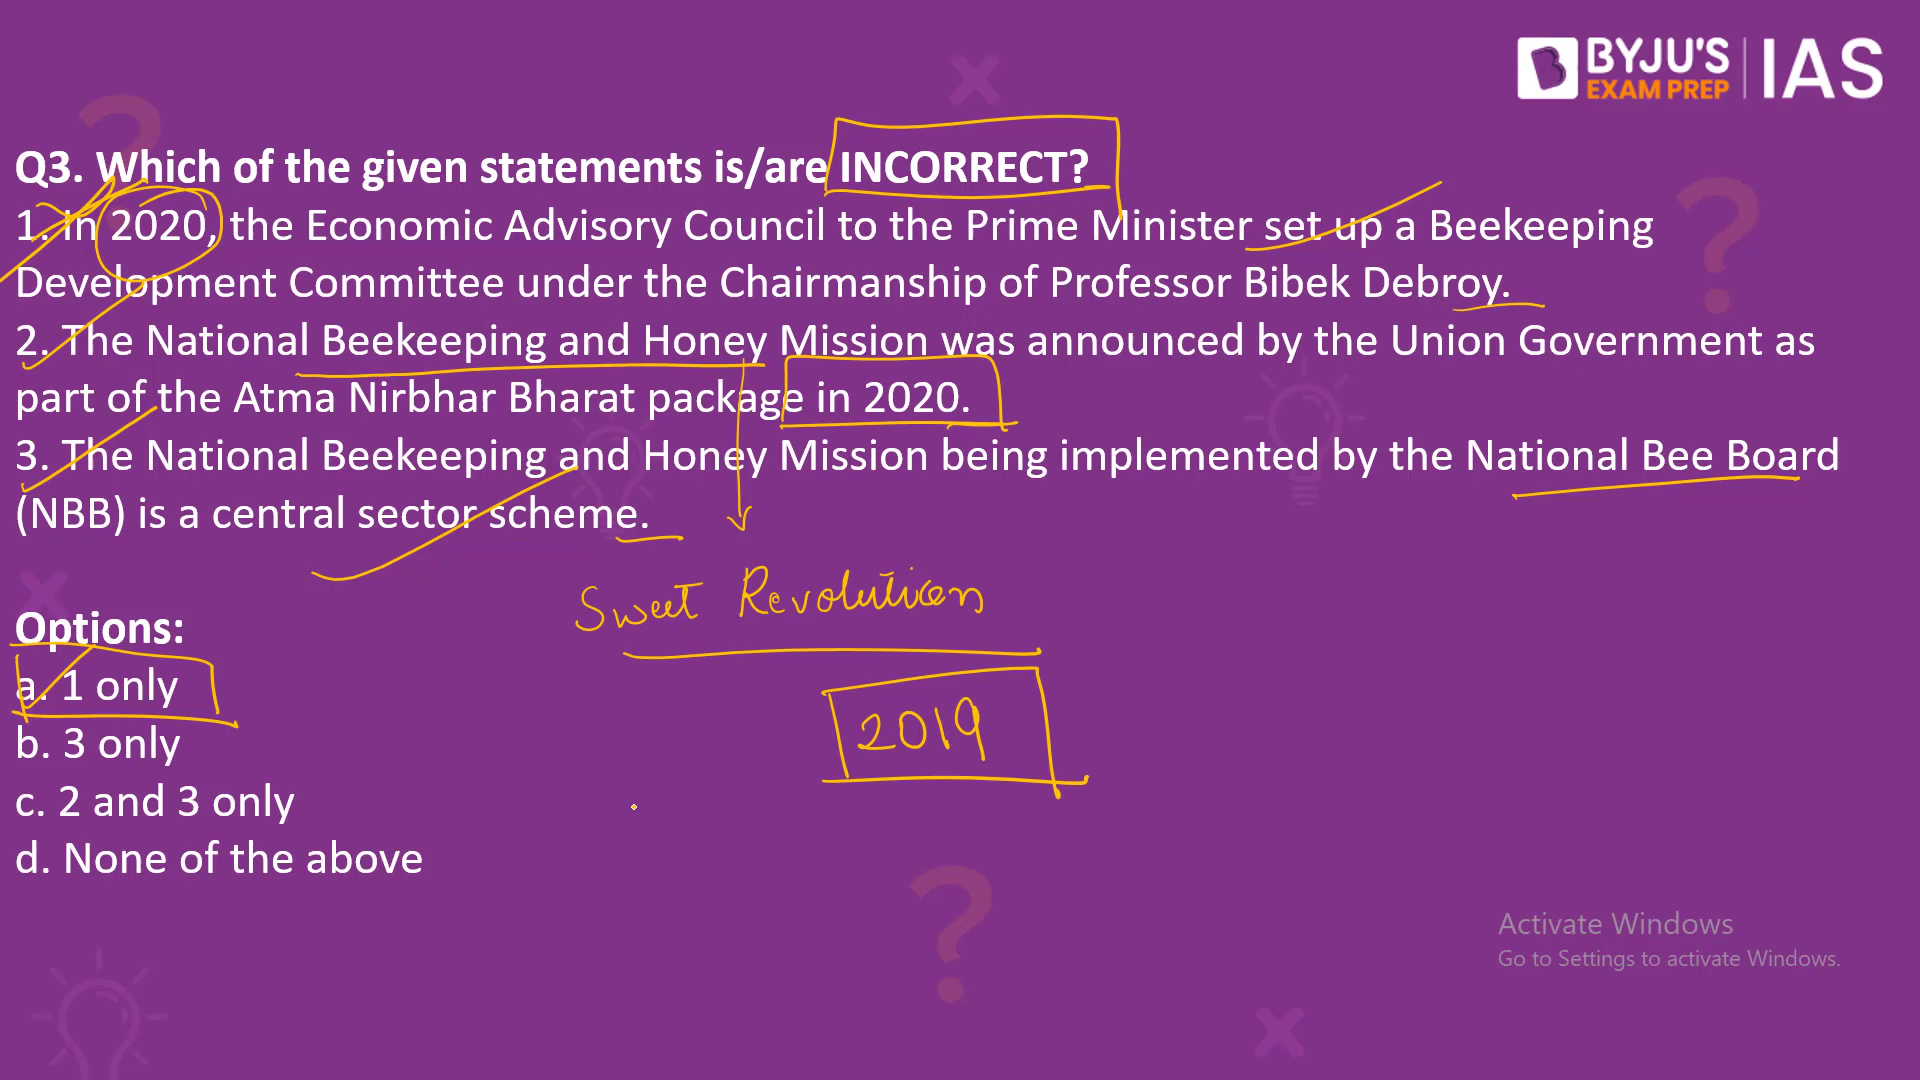 BYJU'S
EXAM PREP
IAS
Q3. Which of the given statements is/are INCORRECT?
1. In 2020, the Economic Advisory Council to the Prime Minister set up a Beekeeping
Development Committee under the Chairmanship of Professor Bibek Debroy.
2. The National Beekeeping and Honey Mission was announced by the Union Government as
part of the Atma Nirbhar Bharat package in 2020.
3. The National Beekeeping and Honey Mission being implemented by the National Bee Board
(NBB) is a central sector scheme.
Sweet Revolution
Options:
a. 1 only
2019
b. 3 only
c. 2 and 3 only
d. None of the above
Activate Windows
Go to Settings to activate Windows.